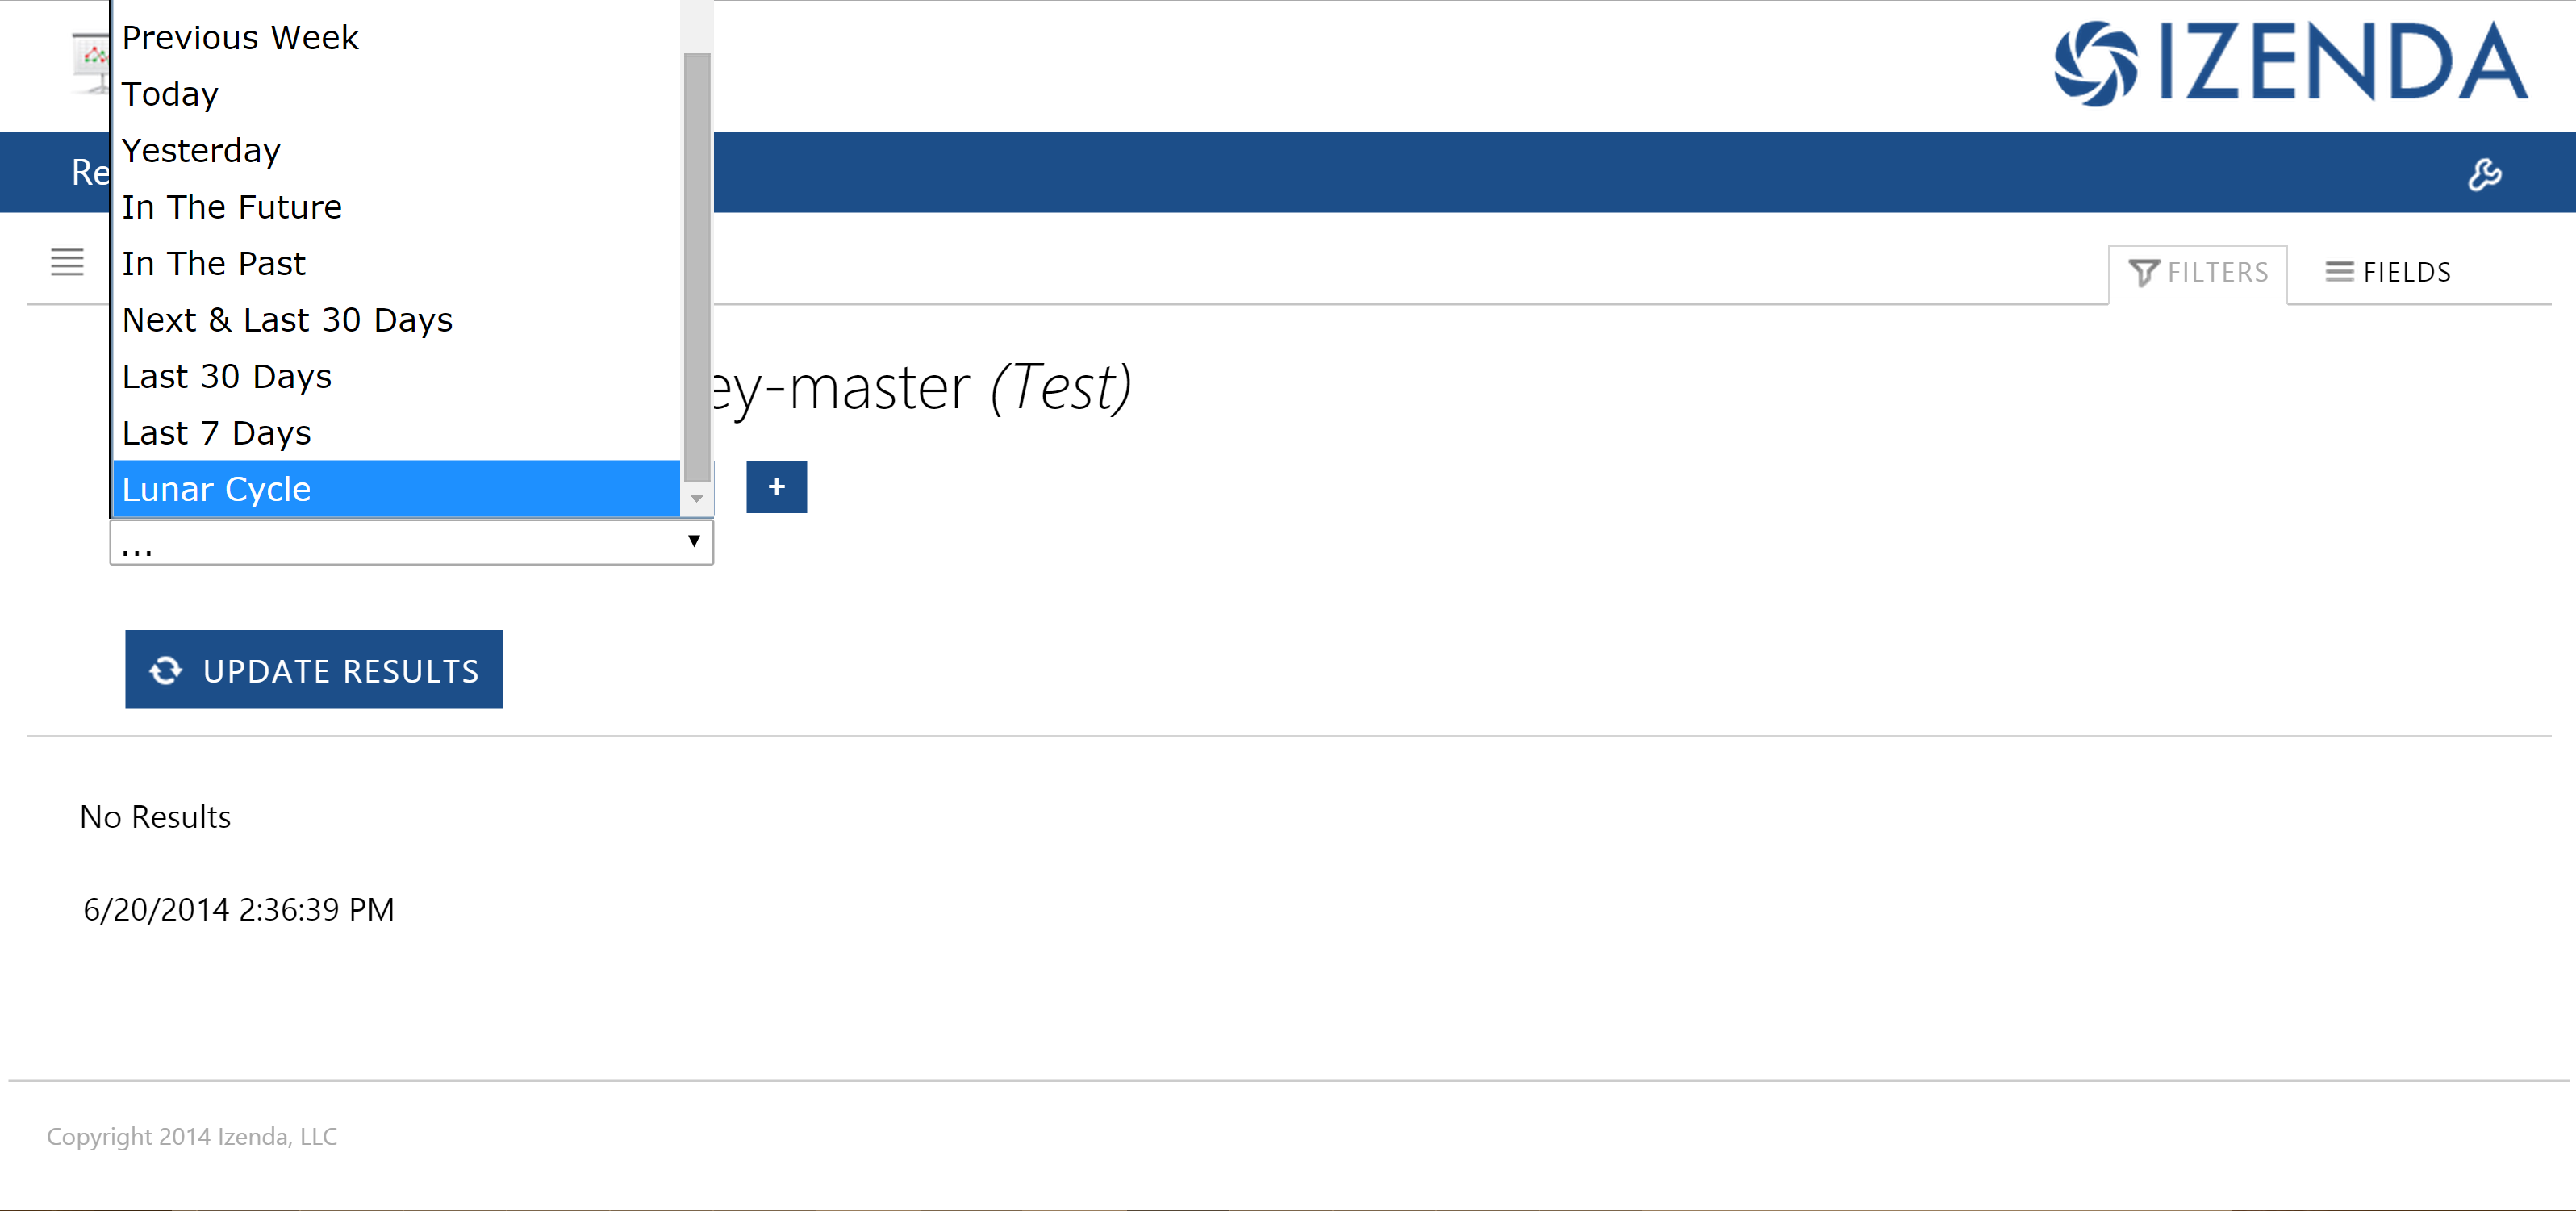 Previous Week
Today
Yesterday
In The Future
In The Past
Next & Last 30 Days
Last 30 Days
Last 7 Days
Lunar Cycle
...
IZENDA
Re
FILTERS
FIELDS
ey-master (Test)
+
UPDATE RESULTS
No Results
6/20/2014 2:36:39 PM
Copyright 2014 Izenda, LLC